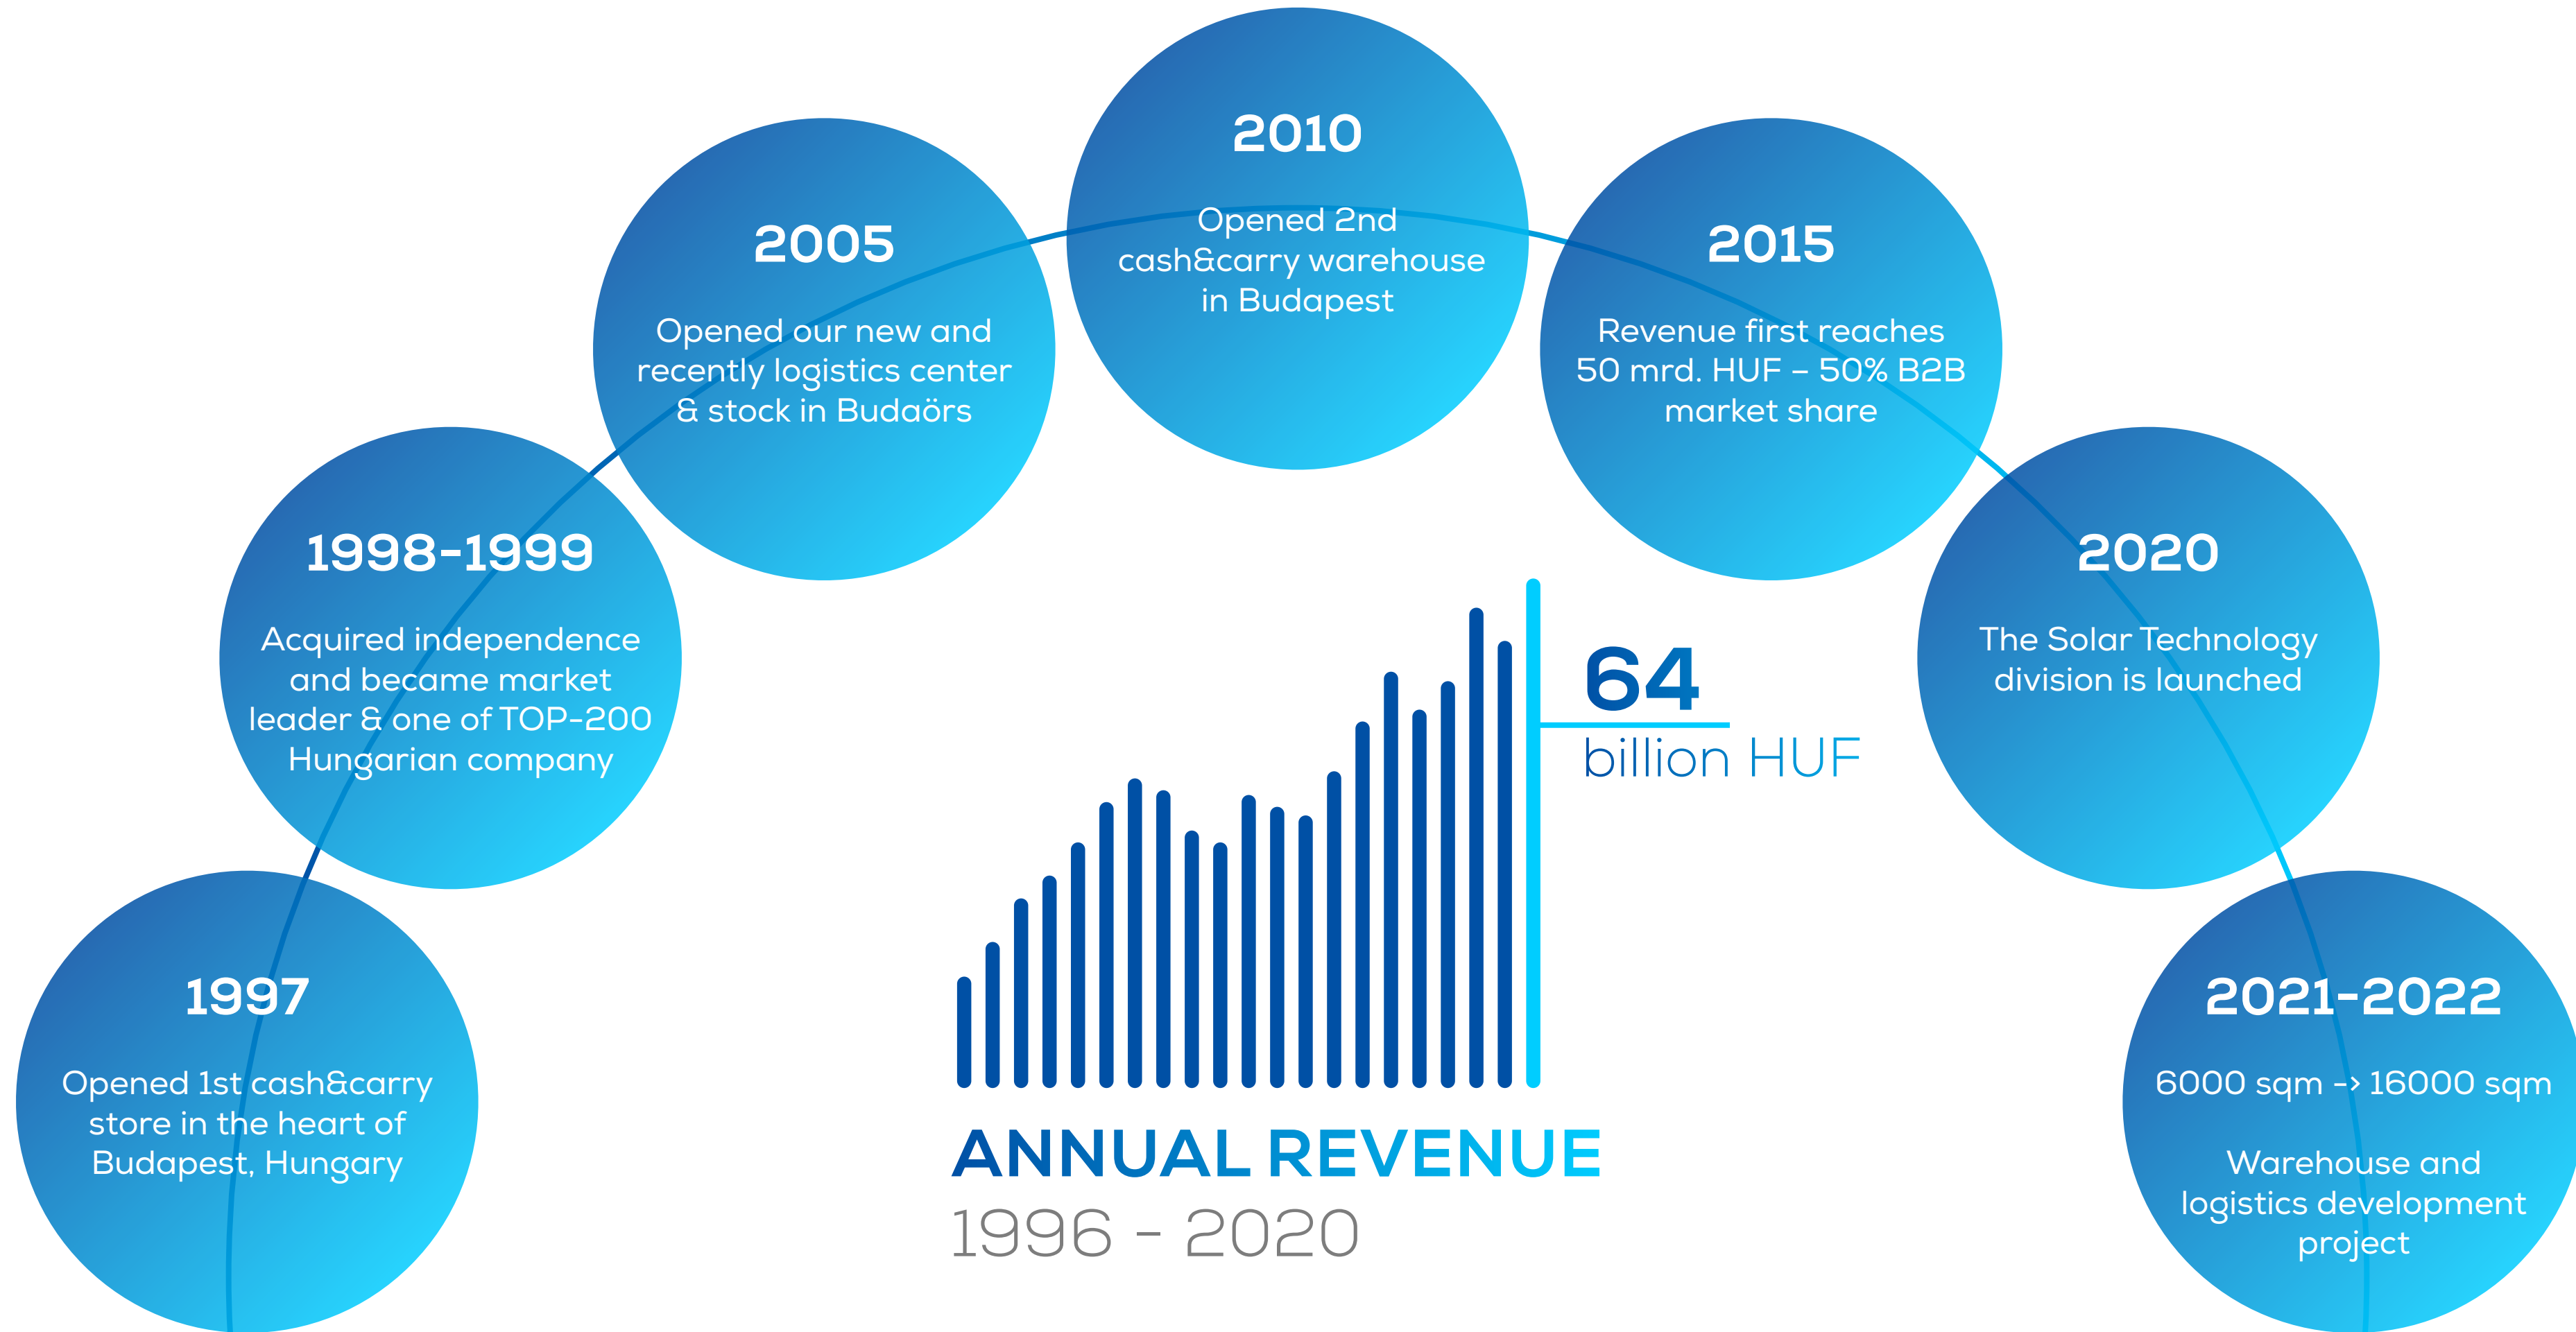 1997
Opened 1st cash&carry
store in the heart of
Budapest, Hungary
1998-1999
Acquired independence
and became market
leader & one of TOP-200
Hungarian company
2005
Opened our new and
recently logistics center
& stock in Budaörs
2010
Opened 2nd
cash&carry warehouse
in Budapest
2015
Revenue first reaches
50 mrd. HUF – 50% B2B
market share
2020
The Solar Technology
division is launched
2021-2022
6000 sqm -> 16000 sqm
Warehouse and
logistics development
project
64
billion HUF
ANNUAL REVENUE
1996 - 2020